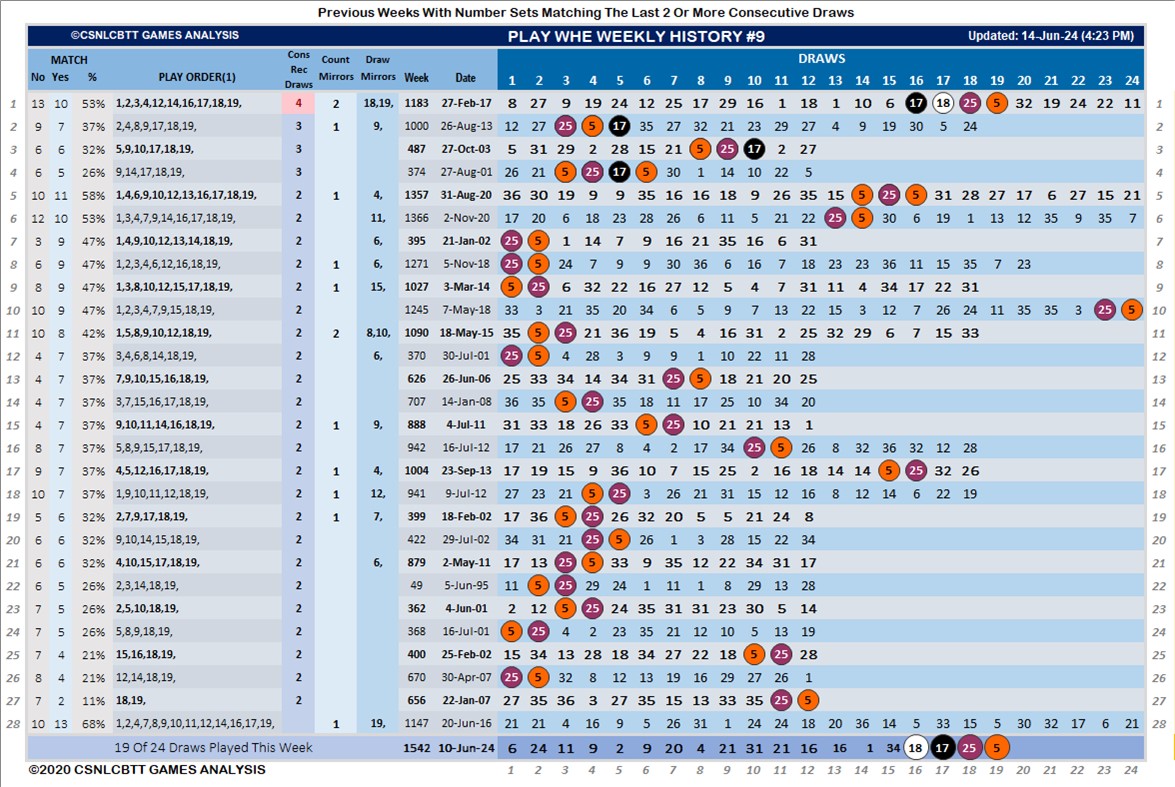 Previous Weeks With Number Sets Matching The Last 2 Or More Consecutive Draws
©CSNLCBTT GAMES ANALYSIS PLAY WHE WEEKLY HISTORY #9 Updated: 14-Jun-24 (4:23 PM)
MATCH Cons Rec Draws Count Mirrors Draw Mirrors DRAWS
No Yes % PLAY ORDER(1) Week Date 1 2 3 4 5 6 7 8 9 10 11 12 13 14 15 16 17 18 19 20 21 22 23 24
1 13 10 53% 1,2,3,4,12,14,16,17,18,19, 4 2 18,19, 1183 27-Feb-17 8 27 9 19 24 12 25 17 29 16 1 18 1 10 6 17 18 25 5 32 19 24 22 11 1
2 9 7 37% 2,4,8,9,17,18,19, 3 1 9, 1000 26-Aug-13 12 27 25 5 17 35 27 32 21 23 29 27 4 9 19 30 5 24 2
3 6 6 32% 5,9,10,17,18,19, 3 487 27-Oct-03 5 31 29 2 28 15 21 5 25 17 2 27 3
4 6 5 26% 9,14,17,18,19, 3 374 27-Aug-01 26 21 5 25 17 5 30 1 14 10 22 5 4
5 10 11 58% 1,4,6,9,10,12,13,16,17,18,19, 2 1 4, 1357 31-Aug-20 36 30 19 9 9 35 16 16 18 9 26 35 15 5 25 5 31 28 27 17 6 27 15 21 5
6 12 10 53% 1,3,4,7,9,14,16,17,18,19, 2 11, 1366 2-Nov-20 17 20 6 18 23 28 26 6 11 5 21 22 25 5 30 6 19 1 13 12 35 9 35 7 6
7 3 9 47% 1,4,9,10,12,13,14,18,19, 2 6, 395 21-Jan-02 25 5 1 14 7 9 16 21 35 16 6 31 7
8 6 9 47% 1,2,3,4,6,12,16,18,19, 2 1 6, 1271 5-Nov-18 25 5 24 7 9 9 30 36 6 16 7 18 23 23 36 11 15 35 7 23 8
9 8 9 47% 1,3,8,10,12,15,17,18,19, 2 1 15, 1027 3-Mar-14 5 25 6 32 22 16 27 12 5 4 7 31 11 4 34 17 22 31 9
10 10 9 47% 1,2,3,4,7,9,15,18,19, 2 1245 7-May-18 33 3 21 35 20 34 6 10 9 7 13 22 15 3 12 7 26 24 11 35 35 3 25 5 10
11 10 8 42% 1,5,8,9,10,12,18,19, 2 2 8,10, 1090 18-May-15 35 5 25 21 36 19 5 4 16 31 2 25 32 29 6 7 15 33 11
12 4 7 37% 3,4,6,8,14,18,19, 2 6, 370 30-Jul-01 25 5 4 28 3 9 9 1 10 22 11 28 12
13 4 7 37% 7,9,10,15,16,18,19, 2 626 26-Jun-06 25 33 34 14 34 31 25 5 18 21 20 25 13
14 4 7 37% 3,7,15,16,17,18,19, 2 707 14-Jan-08 36 35 5 25 35 18 11 17 25 10 34 20 14
15 4 7 37% 9,10,11,14,16,18,19, 2 1 9, 888 4-Jul-11 31 33 18 26 33 5 25 10 21 21 13 1 15
16 8 7 37% 5,8,9,15,17,18,19, 2 942 16-Jul-12 17 21 26 27 8 4 2 17 34 25 5 26 8 32 36 32 12 28 16
17 9 7 37% 4,5,12,16,17,18,19, 2 1 4, 1004 23-Sep-13 17 19 15 9 36 10 7 15 25 2 16 18 14 14 5 25 32 26 17
18 10 7 37% 1,9,10,11,12,18,19, 2 1 12, 941 9-Jul-12 27 23 21 5 25 3 26 21 31 15 12 16 8 12 14 6 22 19 18
19 5 6 32% 2,7,9,17,18,19, 2 1 7, 399 18-Feb-02 17 36 5 25 26 32 20 5 5 21 24 8 19
20 6 6 32% 9,10,14,15,18,19, 2 422 29-Jul-02 34 31 21 25 5 26 1 3 28 15 22 34 20
21 6 6 32% 4,10,15,17,18,19, 2 6, 879 2-May-11 17 13 25 5 33 9 35 12 22 34 31 17 21
22 6 5 26% 2,3,14,18,19, 2 49 5-Jun-95 11 5 25 29 24 1 11 1 8 29 13 28 22
23 7 5 26% 2,5,10,18,19, 2 362 4-Jun-01 2 12 5 25 24 35 31 31 23 30 5 14 23
24 7 5 26% 5,8,9,18,19, 2 368 16-Jul-01 5 25 4 2 23 35 21 12 10 5 13 19 24
25 7 4 21% 15,16,18,19, 2 400 25-Feb-02 15 34 13 28 18 34 27 22 18 5 25 28 25
26 8 4 21% 12,14,18,19, 2 670 30-Apr-07 25 5 32 8 12 13 19 16 29 27 26 1 26
27 7 2 11% 18,19, 2 656 22-Jan-07 27 35 36 3 27 35 15 13 33 35 25 5 27
28 10 13 68% 1,2,4,7,8,9,10,11,12,14,16,17,19, 1 19, 1147 20-Jun-16 21 21 4 16 9 5 26 31 1 24 24 18 20 36 14 5 33 15 5 30 32 17 6 21 28
19 Of 24 Draws Played This Week 1542 10-Jun-24 6 24 11 9 2 9 20 4 21 31 21 16 16 1 34 18 17 25 5
©2020 CSNLCBTT GAMES ANALYSIS 1 2 3 4 5 6 7 8 9 10 11 12 13 14 15 16 17 18 19 20 21 22 23 24